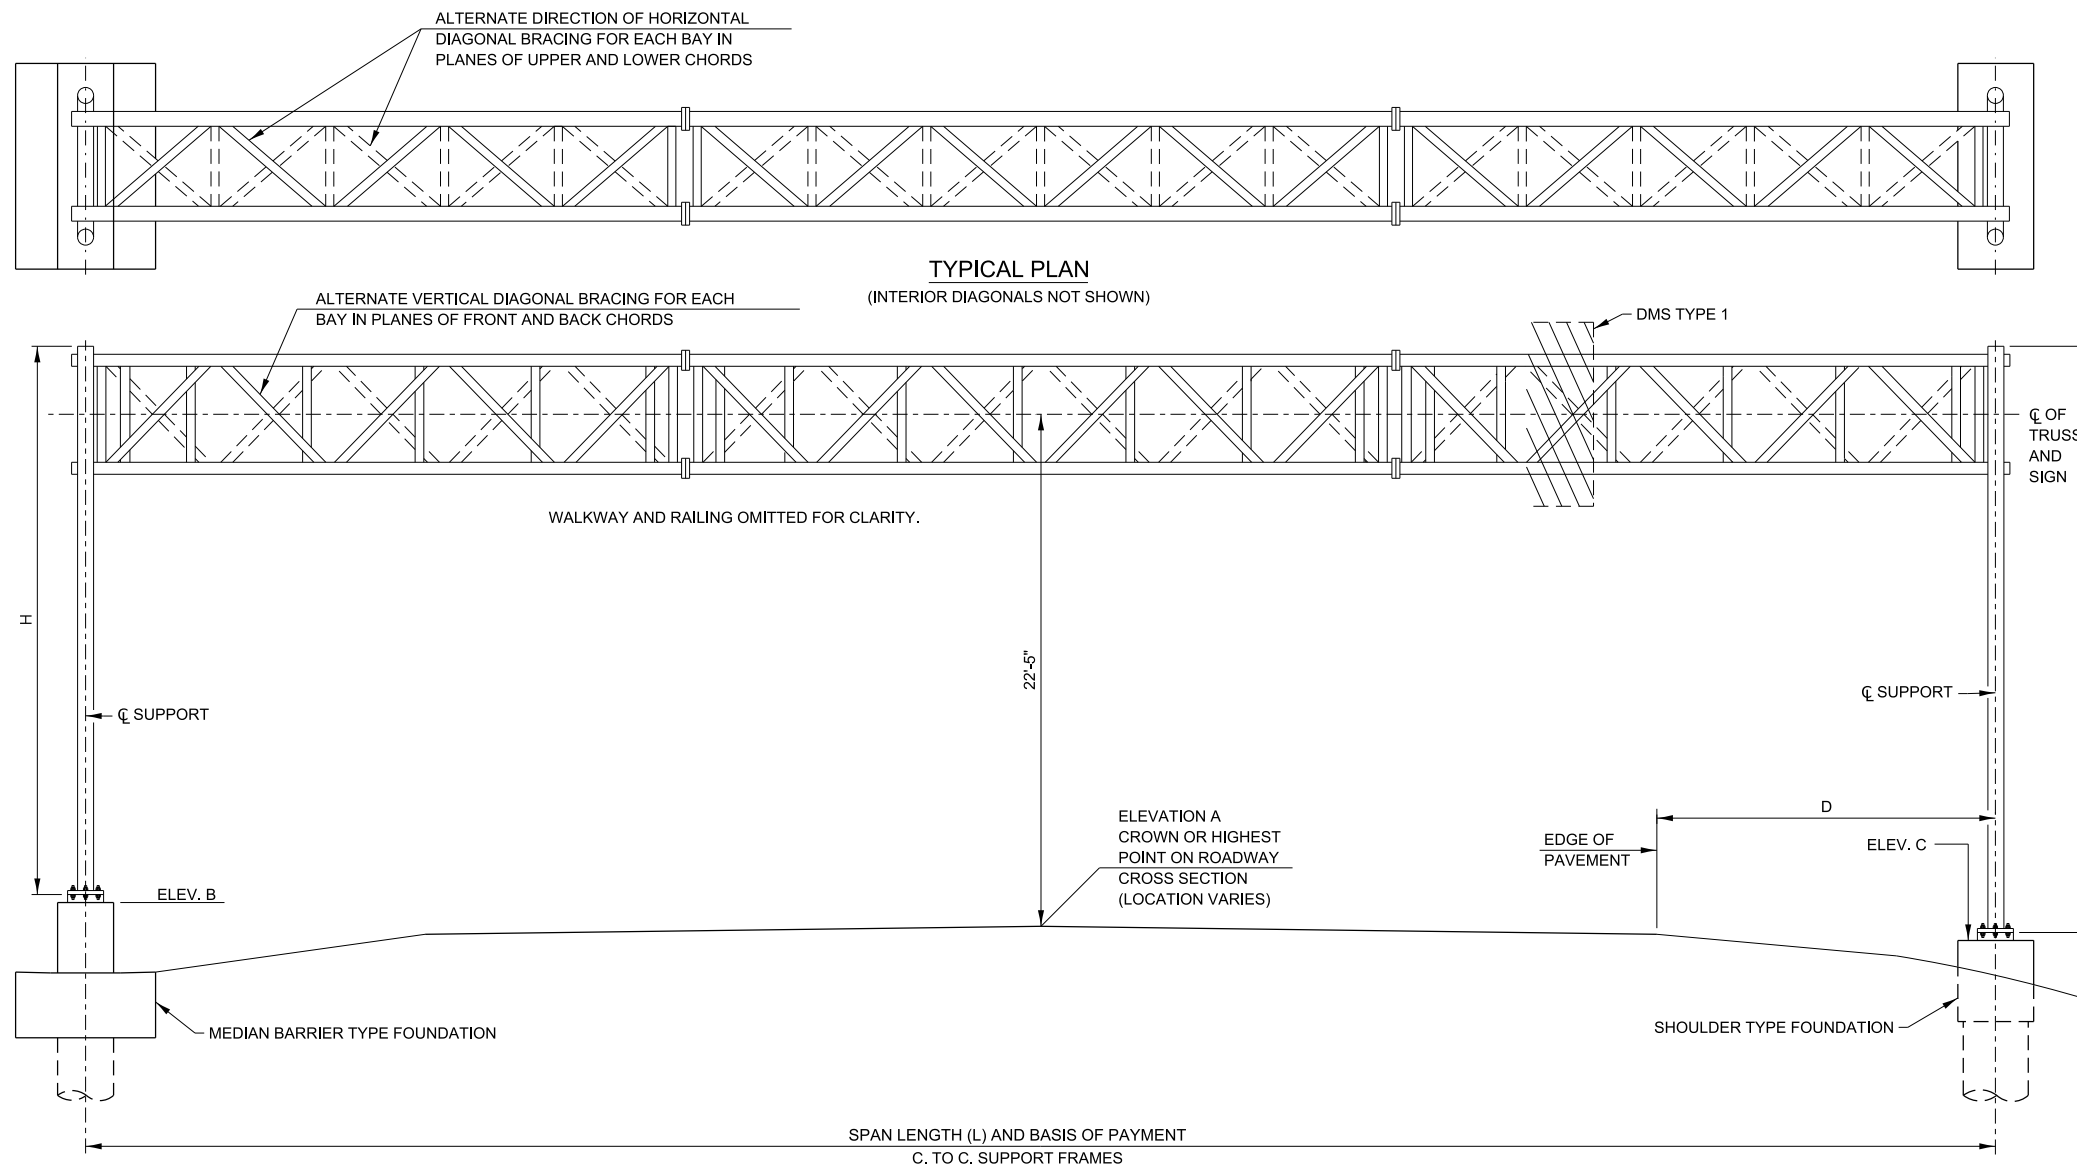 ALTERNATE DIRECTION OF HORIZONTAL
DIAGONAL BRACING FOR EACH BAY IN
PLANES OF UPPER AND LOWER CHORDS
TYPICAL PLAN
(INTERIOR DIAGONALS NOT SHOWN)
ALTERNATE VERTICAL DIAGONAL BRACING FOR EACH
BAY IN PLANES OF FRONT AND BACK CHORDS
DMS TYPE 1
℄ OF
TRUSS
AND
SIGN
WALKWAY AND RAILING OMITTED FOR CLARITY.
H
22'-5"
℄ SUPPORT
℄ SUPPORT
D
ELEVATION A
CROWN OR HIGHEST
POINT ON ROADWAY
CROSS SECTION
(LOCATION VARIES)
EDGE OF
PAVEMENT
ELEV. C
ELEV. B
MEDIAN BARRIER TYPE FOUNDATION
SHOULDER TYPE FOUNDATION
SPAN LENGTH (L) AND BASIS OF PAYMENT
C. TO C. SUPPORT FRAMES